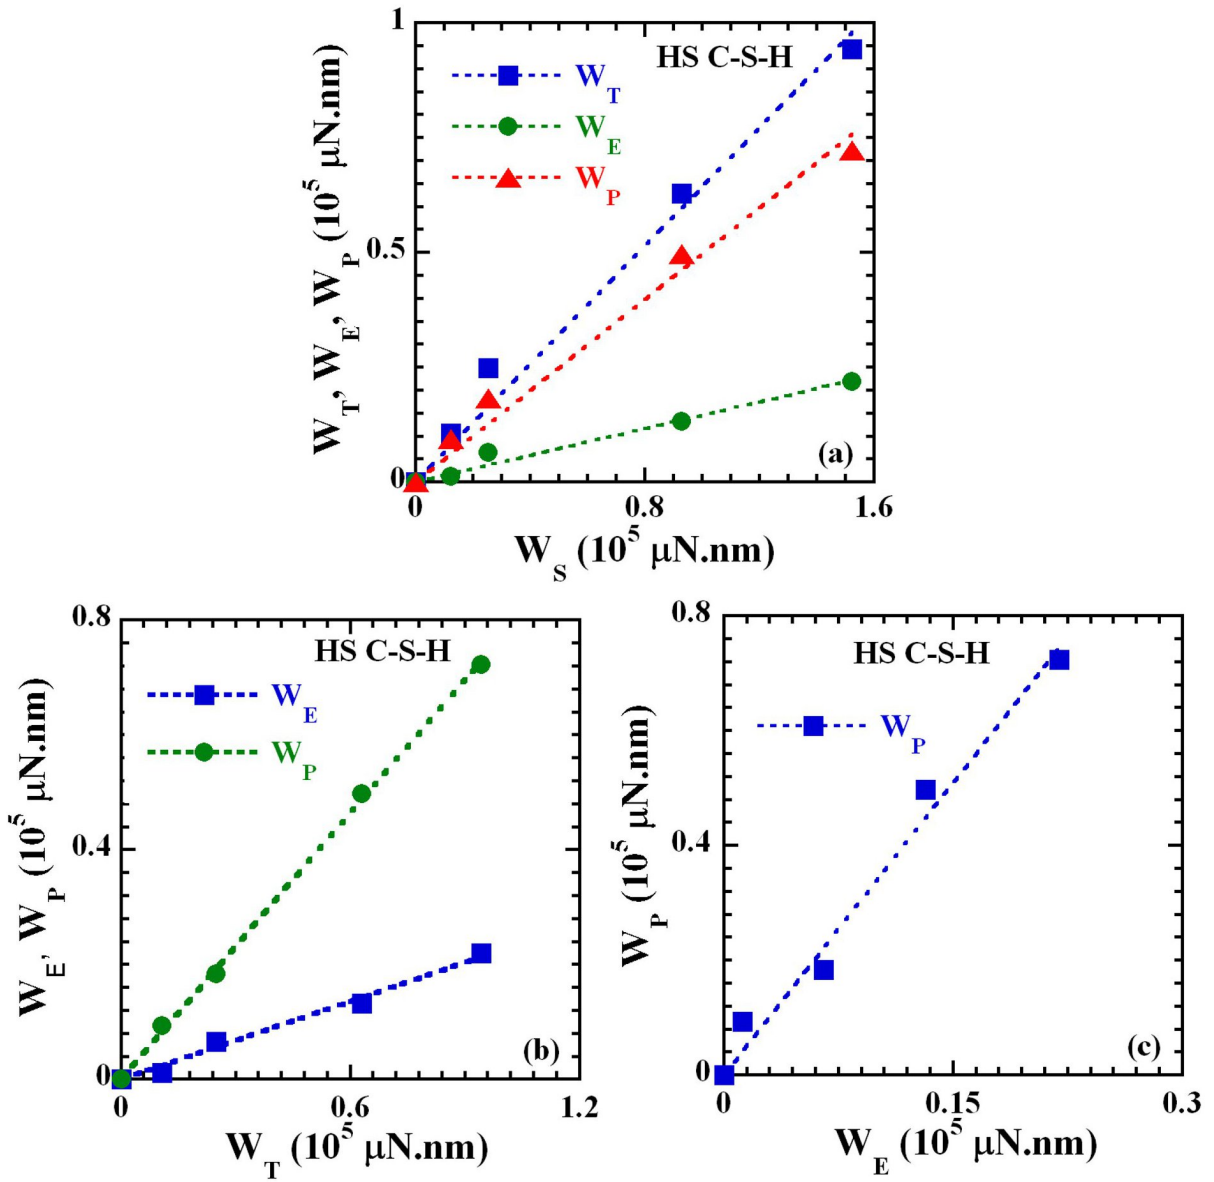 1
HS C-S-H
W_T
W_E
W_P
0.5
0
(a)
0 0.8 1.6
W_T, W_E, W_P (10^5 μN.nm)
W_S (10^5 μN.nm)
0.8
HS C-S-H
W_E
W_P
0.4
0
(b)
0 0.6 1.2
W_E, W_P (10^5 μN.nm)
W_T (10^5 μN.nm)
0.8
HS C-S-H
W_P
0.4
0
(c)
0 0.15 0.3
W_P (10^5 μN.nm)
W_E (10^5 μN.nm)